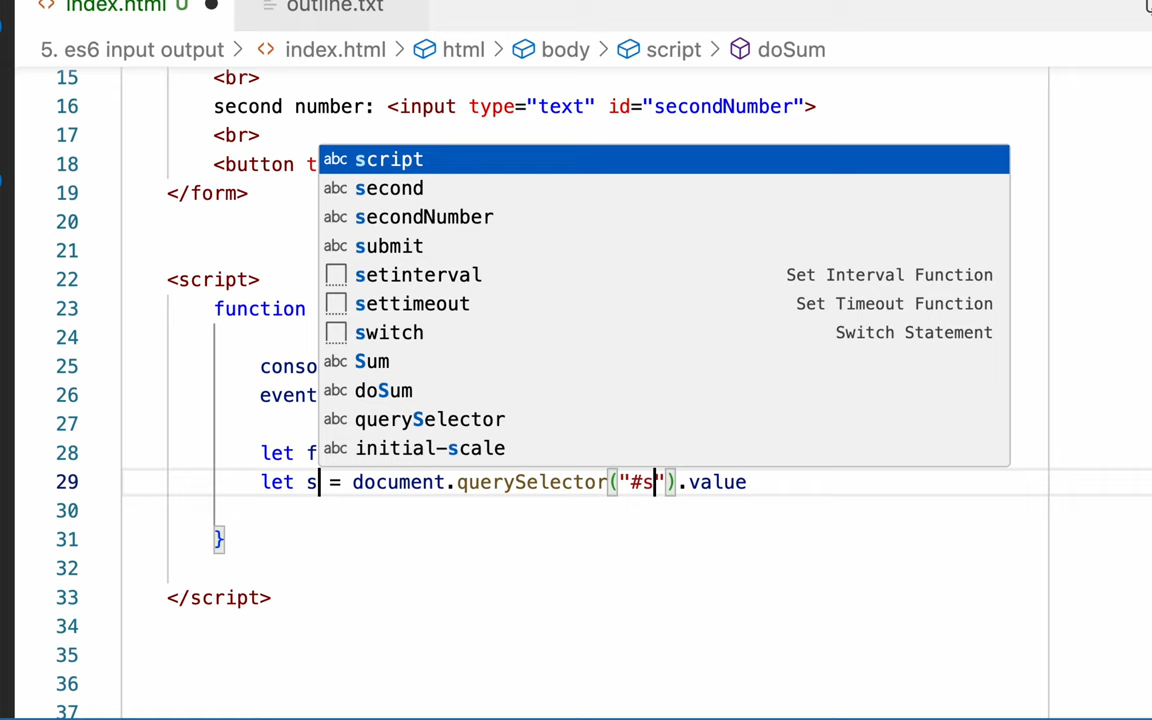 index.html U
outline.txt
5. es6 input output > index.html > html > body > script > doSum
15 <br>
16 second number: <input type="text" id="secondNumber">
17 <br>
18 <button t
19 </form>
20
21
22 <script>
23 function
24
25 conso
26 event
27
28 let f
29 let s = document.querySelector("#s").value
30
31 }
32
33 </script>
34
35
36
37
abc script
abc second
abc secondNumber
abc submit
setinterval Set Interval Function
settimeout Set Timeout Function
switch Switch Statement
abc Sum
abc doSum
abc querySelector
abc initial-scale